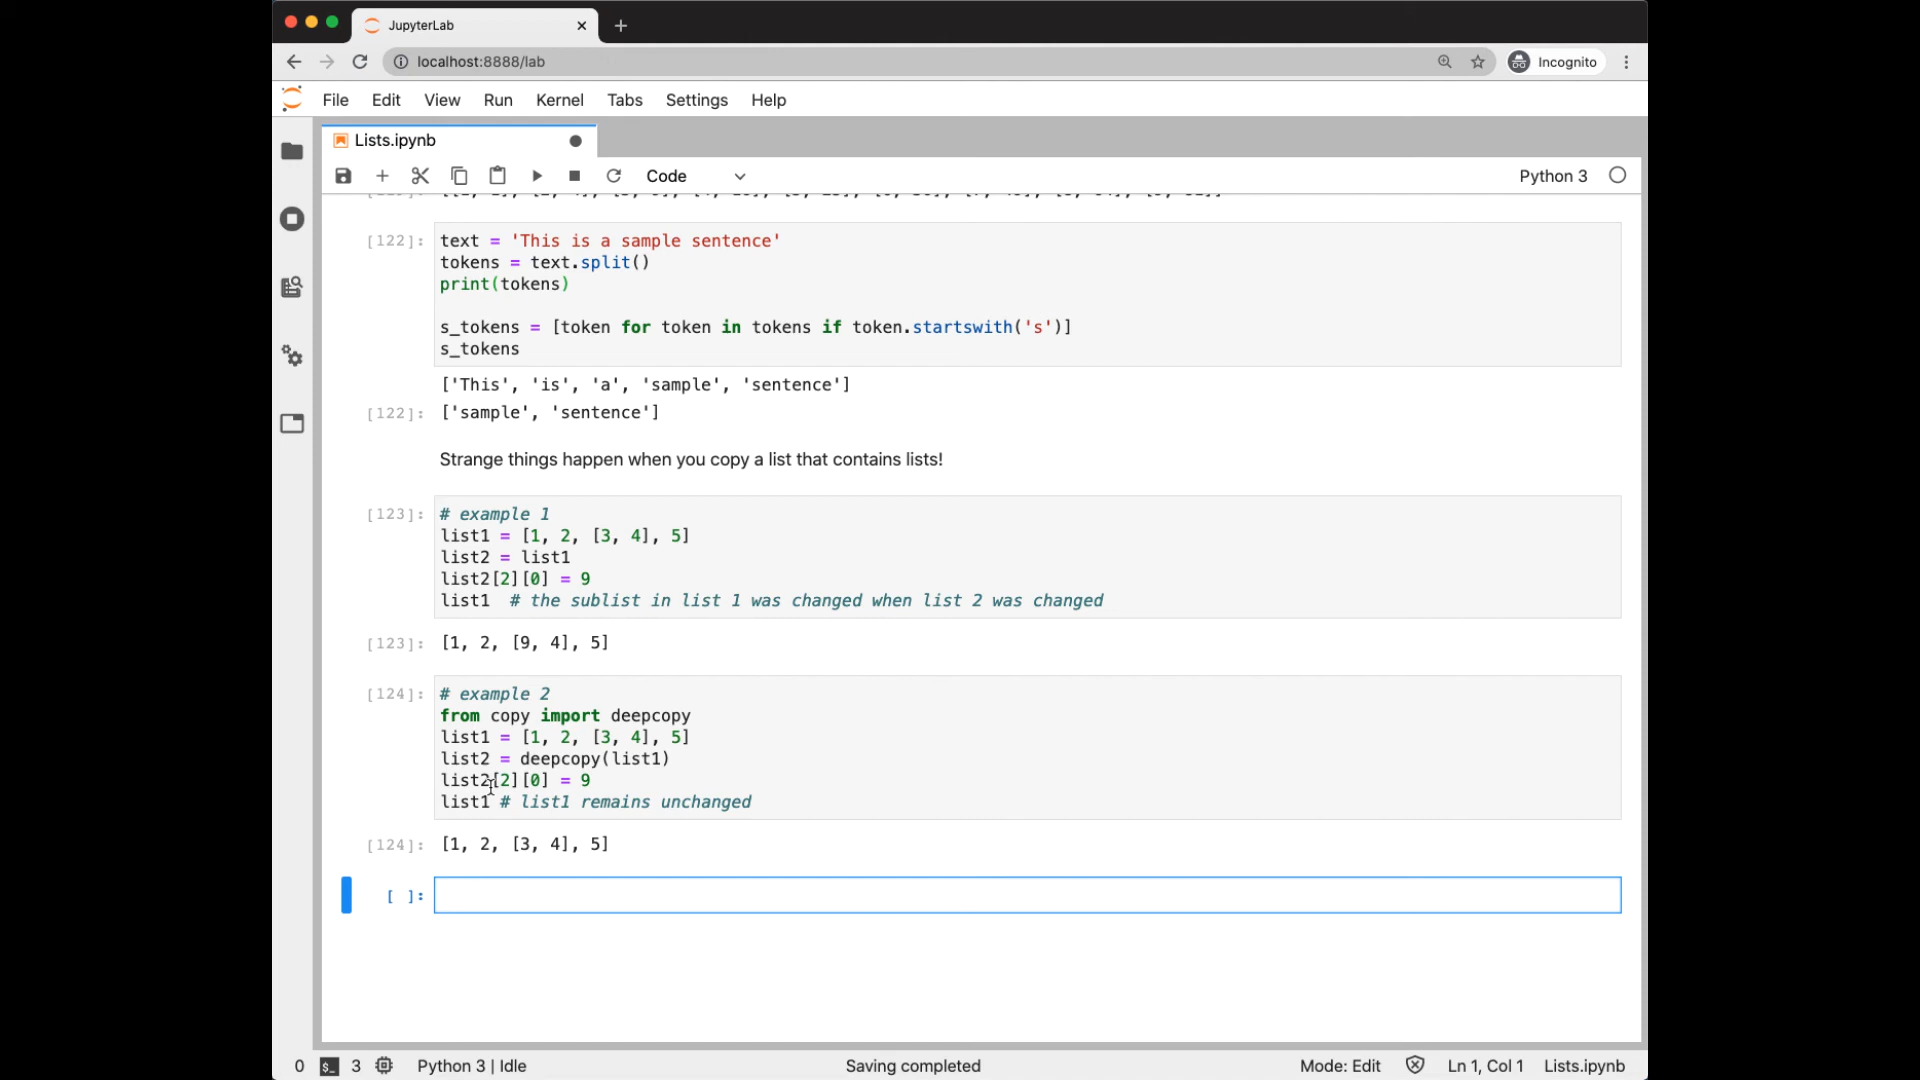 JupyterLab
localhost:8888/lab
Incognito
File Edit View Run Kernel Tabs Settings Help
Lists.ipynb
Code
Python 3
[122]: text = 'This is a sample sentence'
tokens = text.split()
print(tokens)
s_tokens = [token for token in tokens if token.startswith('s')]
s_tokens
['This', 'is', 'a', 'sample', 'sentence']
[122]: ['sample', 'sentence']
Strange things happen when you copy a list that contains lists!
[123]: # example 1
list1 = [1, 2, [3, 4], 5]
list2 = list1
list2[2][0] = 9
list1  # the sublist in list 1 was changed when list 2 was changed
[123]: [1, 2, [9, 4], 5]
[124]: # example 2
from copy import deepcopy
list1 = [1, 2, [3, 4], 5]
list2 = deepcopy(list1)
list2[2][0] = 9
list1 # list1 remains unchanged
[124]: [1, 2, [3, 4], 5]
[ ]:
0 $_ 3 Python 3 | Idle Saving completed Mode: Edit Ln 1, Col 1 Lists.ipynb